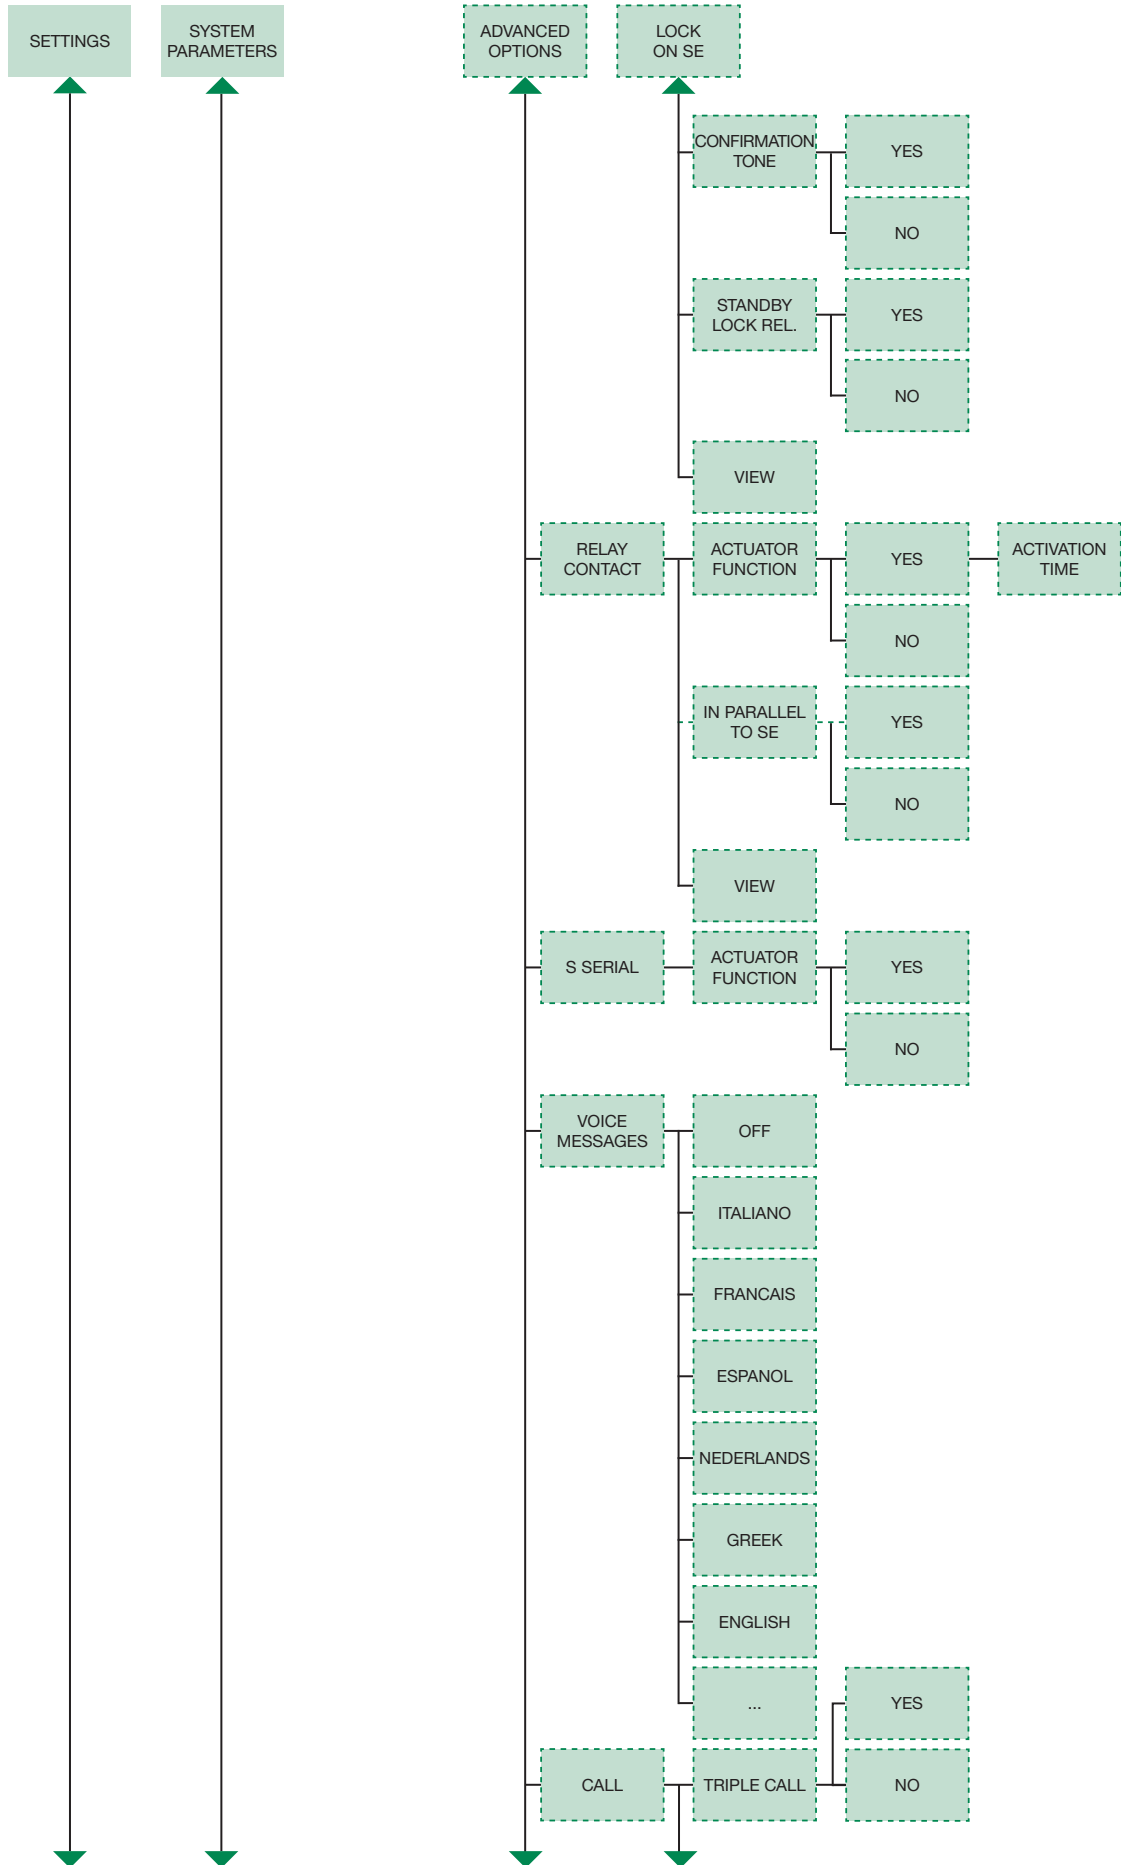 SETTINGS
SYSTEM
PARAMETERS
ADVANCED
OPTIONS
LOCK
ON SE
CONFIRMATION
TONE
YES
NO
STANDBY
LOCK REL.
YES
NO
VIEW
RELAY
CONTACT
ACTUATOR
FUNCTION
YES
ACTIVATION
TIME
NO
IN PARALLEL
TO SE
YES
NO
VIEW
S SERIAL
ACTUATOR
FUNCTION
YES
NO
VOICE
MESSAGES
OFF
ITALIANO
FRANCAIS
ESPANOL
NEDERLANDS
GREEK
ENGLISH
...
YES
CALL
TRIPLE CALL
NO